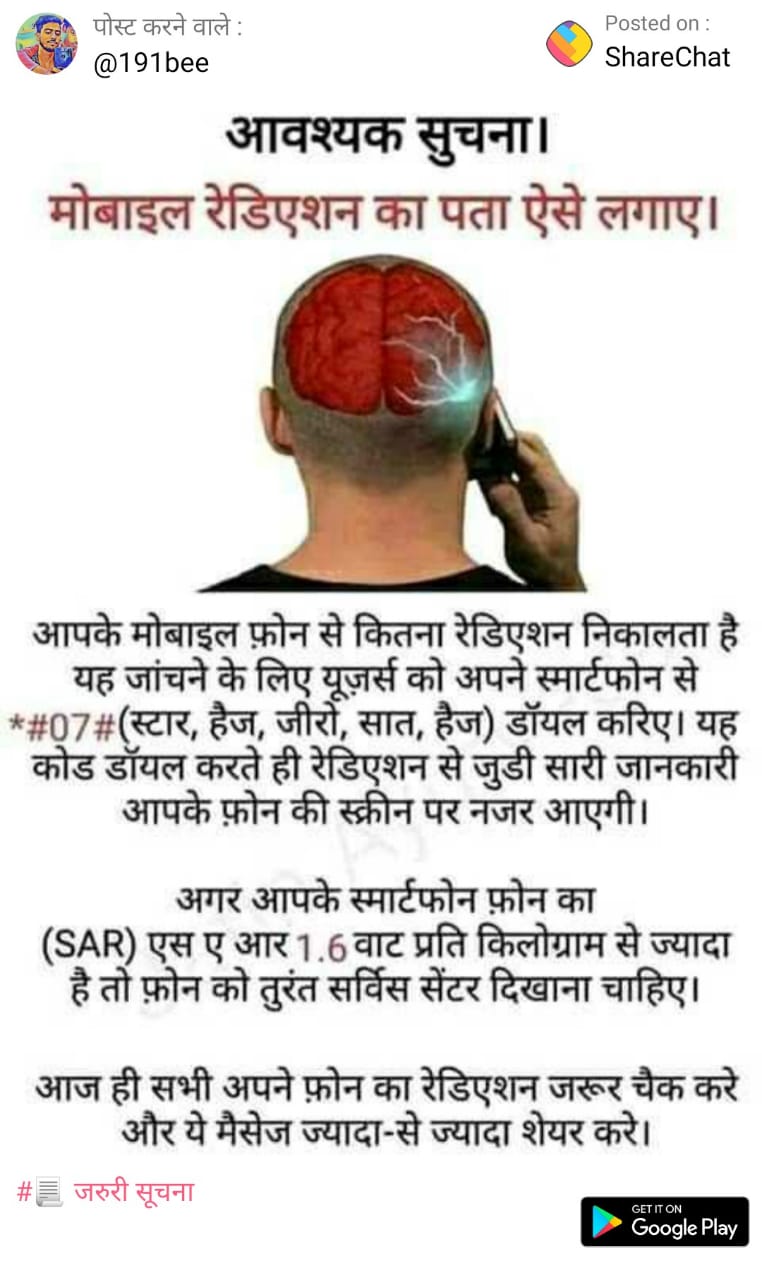 पोस्ट करने वाले :
@191bee
Posted on :
ShareChat
आवश्यक सुचना।
मोबाइल रेडिएशन का पता ऐसे लगाए।
आपके मोबाइल फ़ोन से कितना रेडिएशन निकालता है
यह जांचने के लिए यूज़र्स को अपने स्मार्टफोन से
*#07#(स्टार, हैज, जीरो, सात, हैज) डॉयल करिए। यह
कोड डॉयल करते ही रेडिएशन से जुडी सारी जानकारी
आपके फ़ोन की स्क्रीन पर नजर आएगी।
अगर आपके स्मार्टफोन फ़ोन का
(SAR) एस ए आर 1.6 वाट प्रति किलोग्राम से ज्यादा
है तो फ़ोन को तुरंत सर्विस सेंटर दिखाना चाहिए।
आज ही सभी अपने फ़ोन का रेडिएशन जरूर चैक करे
और ये मैसेज ज्यादा-से ज्यादा शेयर करे।
#📃 जरुरी सूचना
GET IT ON
Google Play